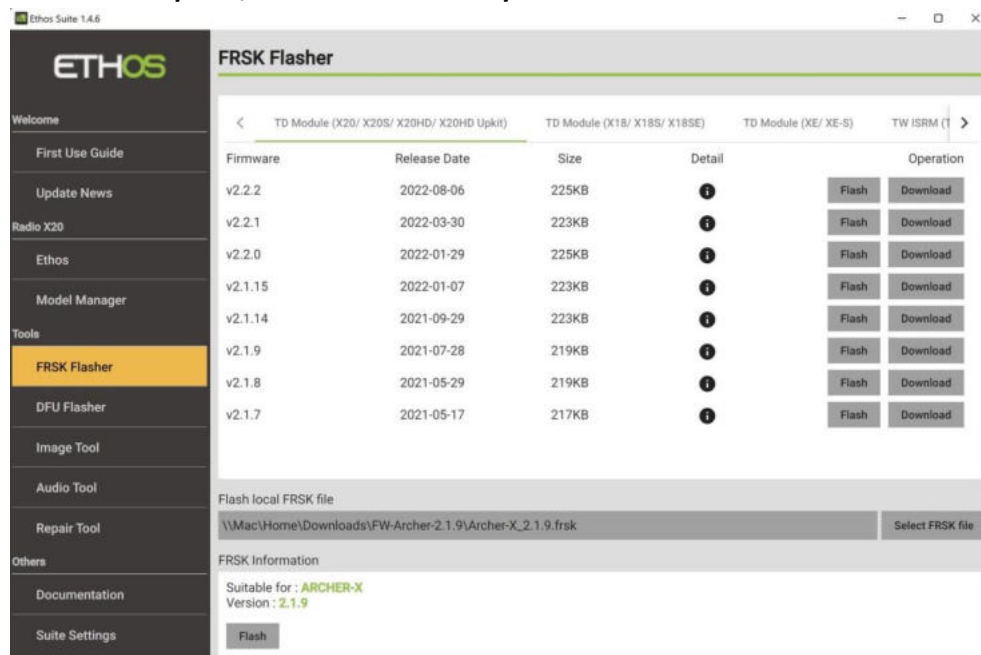 Ethos Suite 1.4.6
ETHOS
Welcome
First Use Guide
Update News
Radio X20
Ethos
Model Manager
Tools
FRSK Flasher
DFU Flasher
Image Tool
Audio Tool
Repair Tool
Others
Documentation
Suite Settings
FRSK Flasher
TD Module (X20/ X20S/ X20HD/ X20HD Upkit) TD Module (X18/ X18S/ X18SE) TD Module (XE/ XE-S) TW ISRM (T
Firmware Release Date Size Detail Operation
v2.2.2 2022-08-06 225KB Flash Download
v2.2.1 2022-03-30 223KB Flash Download
v2.2.0 2022-01-29 225KB Flash Download
v2.1.15 2022-01-07 223KB Flash Download
v2.1.14 2021-09-29 223KB Flash Download
v2.1.9 2021-07-28 219KB Flash Download
v2.1.8 2021-05-29 219KB Flash Download
v2.1.7 2021-05-17 217KB Flash Download
Flash local FRSK file
\\Mac\Home\Downloads\FW-Archer-2.1.9\Archer-X_2.1.9.frsk Select FRSK file
FRSK Information
Suitable for : ARCHER-X
Version : 2.1.9
Flash